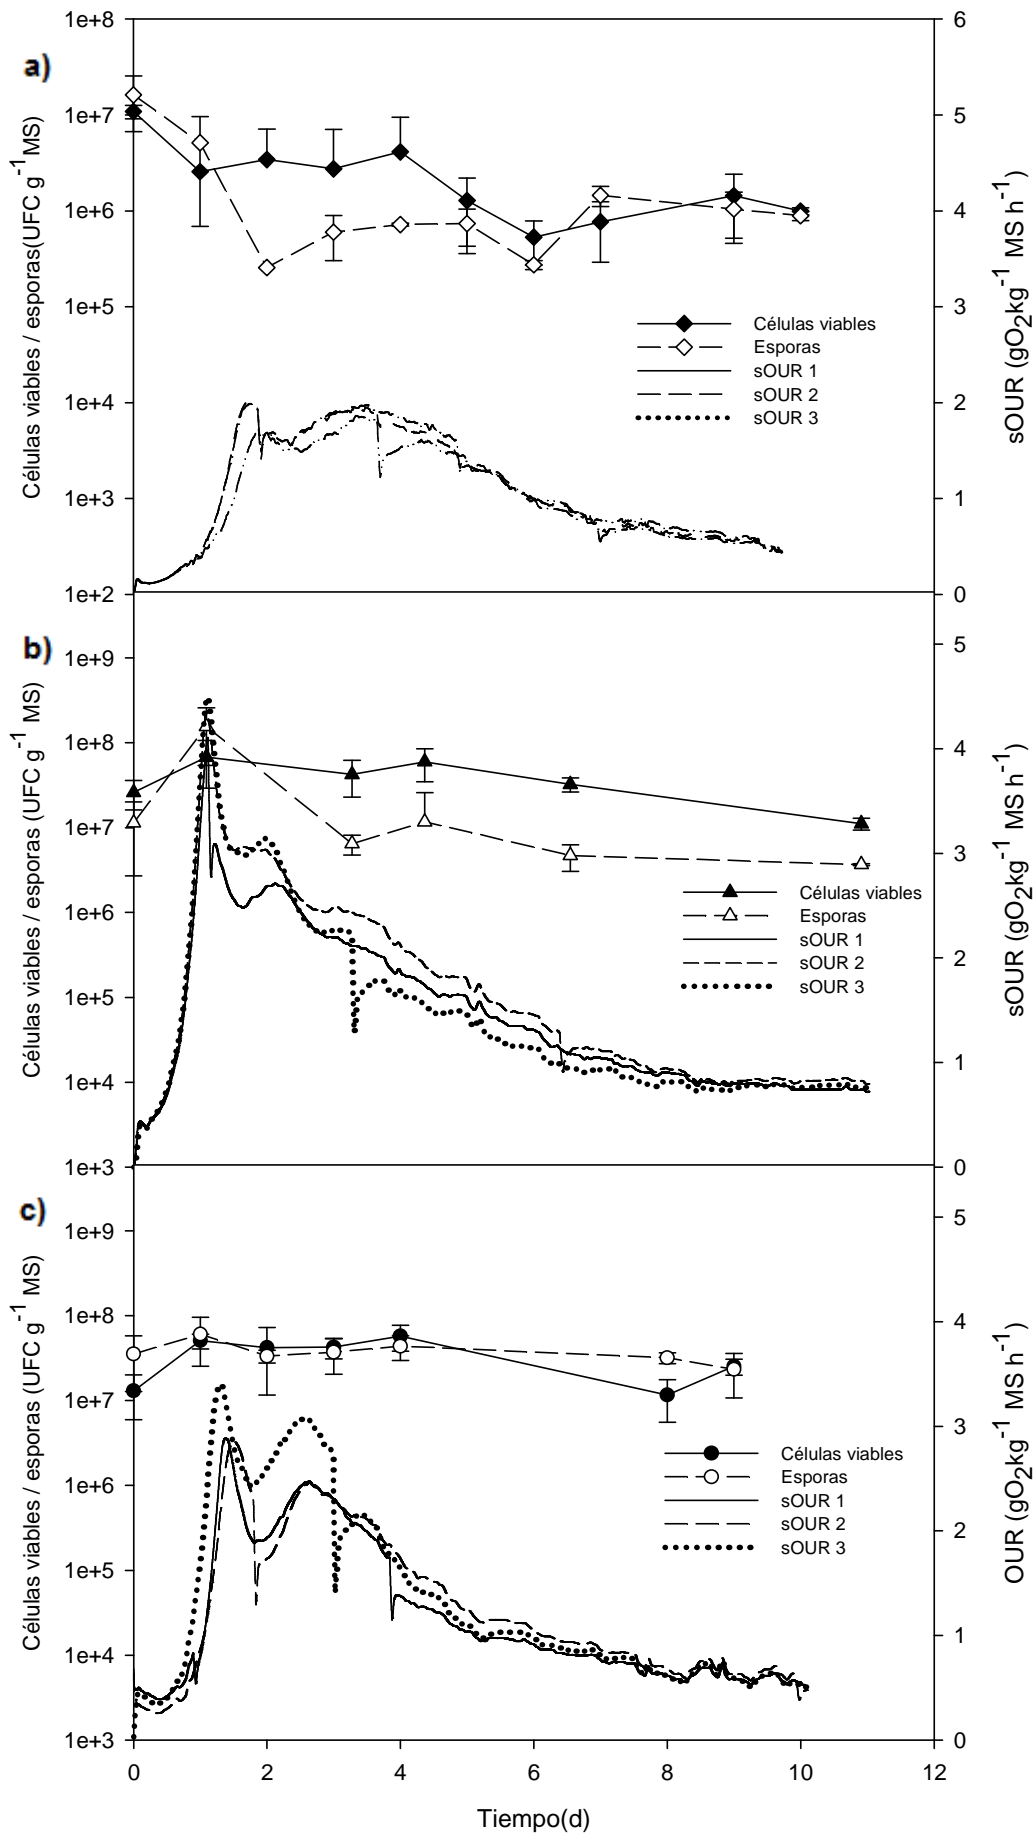 a)
1e+8
1e+7
1e+6
1e+5
1e+4
1e+3
1e+2
Células viables / esporas(UFC g-1 MS)
6
5
4
3
2
1
0
sOUR (gO2kg-1 MS h-1)
Células viables
Esporas
sOUR 1
sOUR 2
sOUR 3
b)
1e+9
1e+8
1e+7
1e+6
1e+5
1e+4
1e+3
Células viables / esporas (UFC g-1 MS)
5
4
3
2
1
0
sOUR (gO2kg-1 MS h-1)
Células viables
Esporas
sOUR 1
sOUR 2
sOUR 3
c)
1e+9
1e+8
1e+7
1e+6
1e+5
1e+4
1e+3
Células viables / esporas (UFC g-1 MS)
5
4
3
2
1
0
OUR (gO2kg-1 MS h-1)
Células viables
Esporas
sOUR 1
sOUR 2
sOUR 3
0 2 4 6 8 10 12
Tiempo(d)